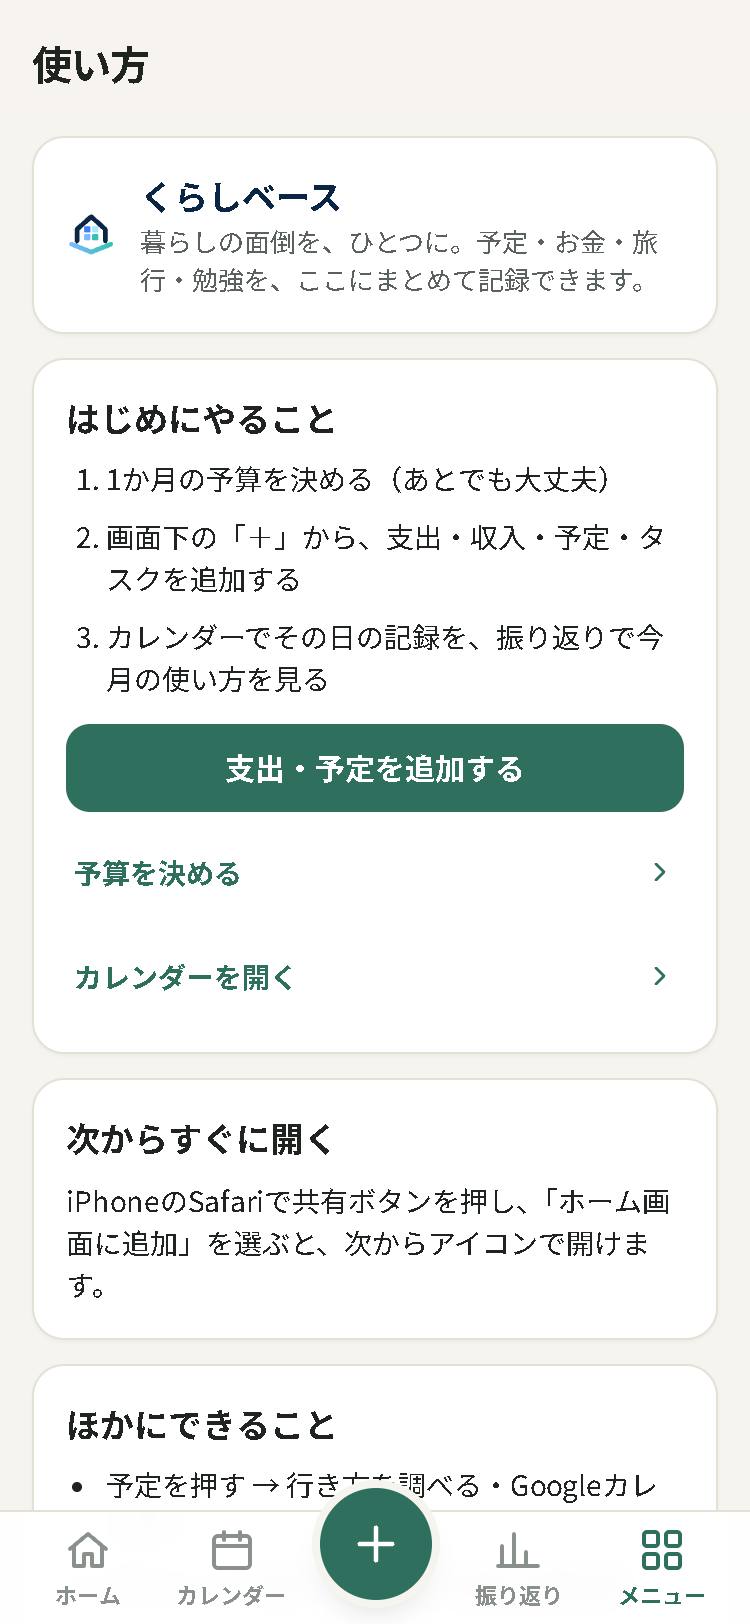 使い方
くらしベース
暮らしの面倒を、ひとつに。予定・お金・旅
行・勉強を、ここにまとめて記録できます。
はじめにやること
1. 1か月の予算を決める（あとでも大丈夫）
2. 画面下の「＋」から、支出・収入・予定・タ
スクを追加する
3. カレンダーでその日の記録を、振り返りで今
月の使い方を見る
支出・予定を追加する
予算を決める
カレンダーを開く
次からすぐに開く
iPhoneのSafariで共有ボタンを押し、「ホーム画
面に追加」を選ぶと、次からアイコンで開けま
す。
ほかにできること
• 予定を押す → 行き方を調べる・Googleカレ
ホーム
カレンダー
振り返り
メニュー